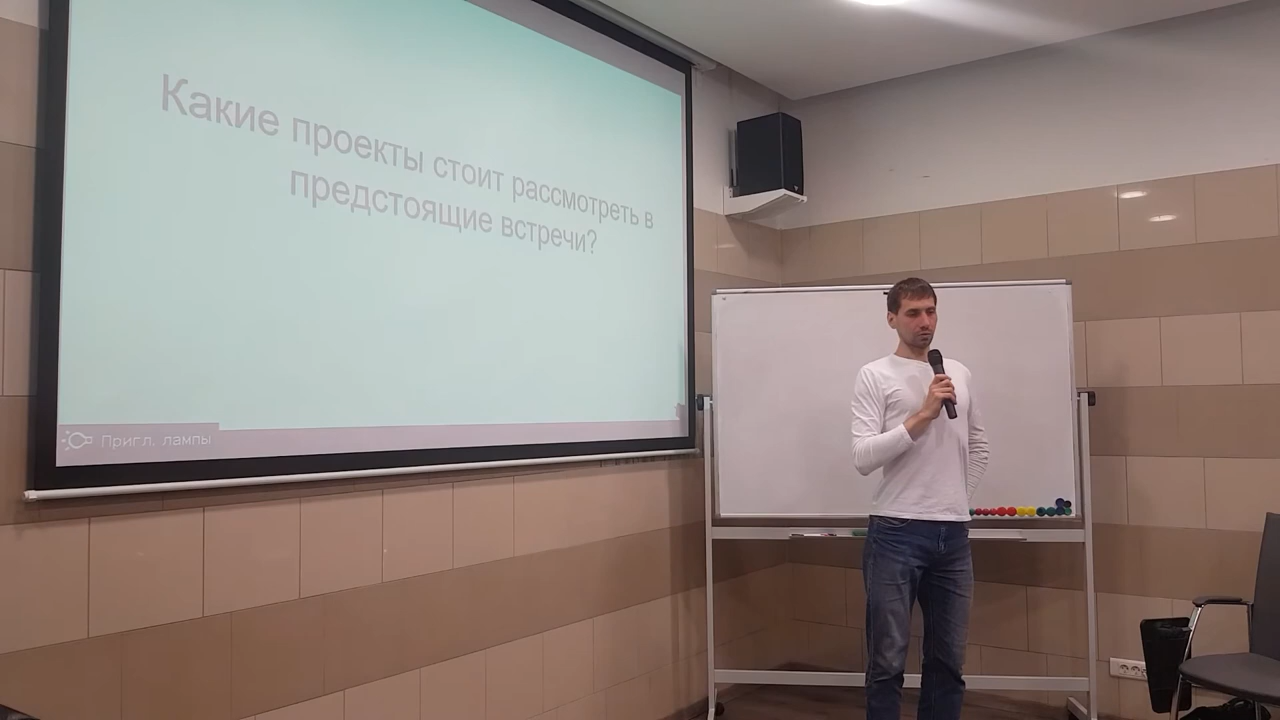 Какие проекты стоит рассмотреть в
предстоящие встречи?
Пригл. лампы